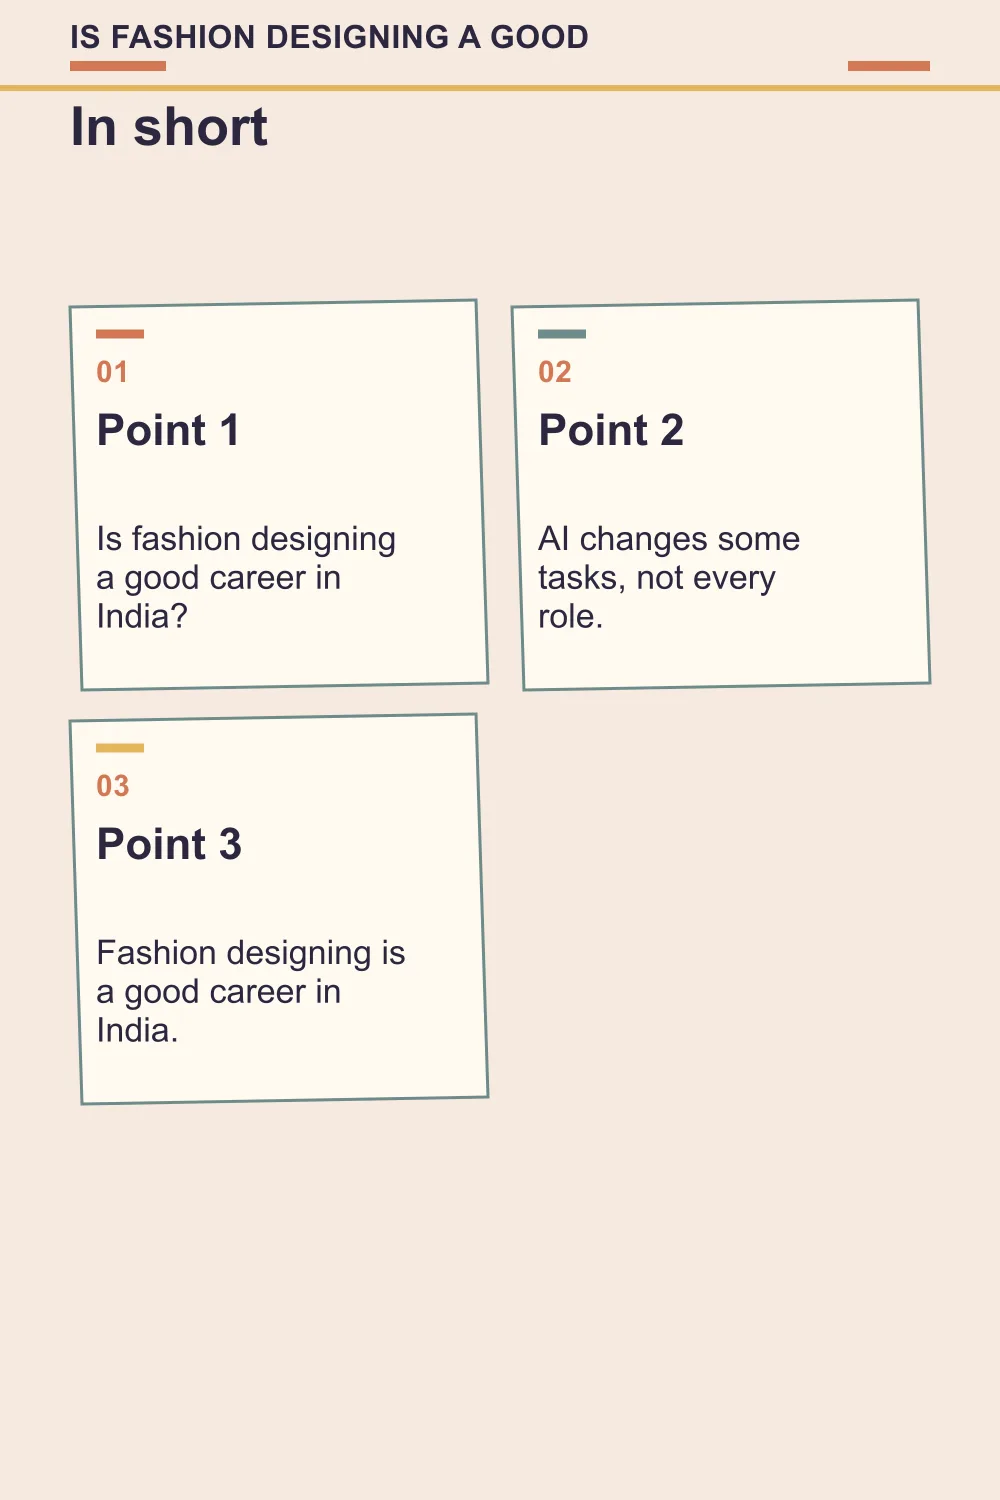 IS FASHION DESIGNING A GOOD
In short
01
Point 1
Is fashion designing
a good career in
India?
02
Point 2
AI changes some
tasks, not every
role.
03
Point 3
Fashion designing is
a good career in
India.